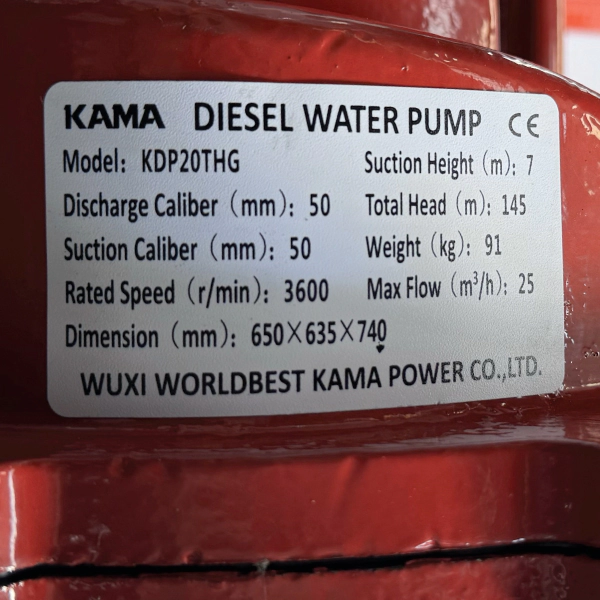 KAMA DIESEL WATER PUMP CE
Model: KDP20THG Suction Height (m): 7
Discharge Caliber (mm): 50 Total Head (m): 145
Suction Caliber (mm): 50 Weight (kg): 91
Rated Speed (r/min): 3600 Max Flow (m³/h): 25
Dimension (mm): 650×635×740
WUXI WORLDBEST KAMA POWER CO.,LTD.